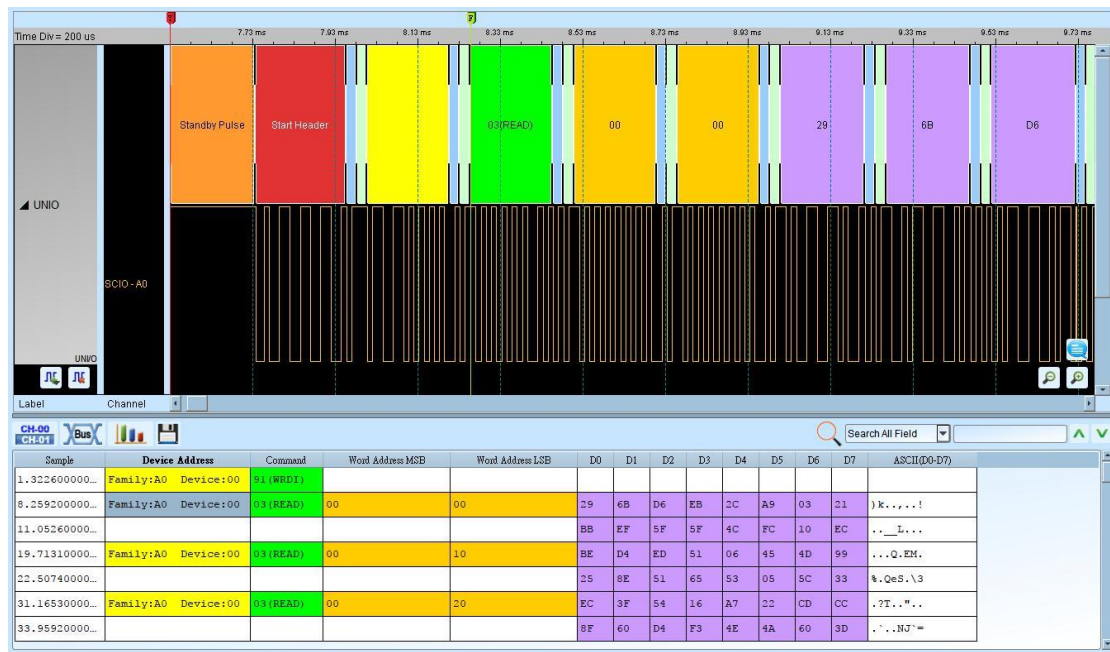 T F
Time Div = 200 us 7.73 ms 7.93 ms 8.13 ms 8.33 ms 8.53 ms 8.73 ms 8.93 ms 9.13 ms 9.33 ms 9.53 ms 9.73 ms
Standby Pulse Start Header 03(READ) 00 00 29 6B D6
UNIO
SCIO - A0
UNI/O
Label Channel
CH-00
CH-01 Bus Search All Field
Sample Device Address Command Word Address MSB Word Address LSB D0 D1 D2 D3 D4 D5 D6 D7 ASCII(D0-D7)
1.322600000... Family:A0 Device:00 91(WRDI)
8.259200000... Family:A0 Device:00 03(READ) 00 00 29 6B D6 EB 2C A9 03 21 )k..,..!
11.05260000... BB EF 5F 5F 4C FC 10 EC ..__L...
19.71310000... Family:A0 Device:00 03(READ) 00 10 BE D4 ED 51 06 45 4D 99 ...Q.EM.
22.50740000... 25 8E 51 65 53 05 5C 33 %.QeS.\3
31.16530000... Family:A0 Device:00 03(READ) 00 20 EC 3F 54 16 A7 22 CD CC .?T.."..
33.95920000... 8F 60 D4 F3 4E 4A 60 3D .`..NJ`=